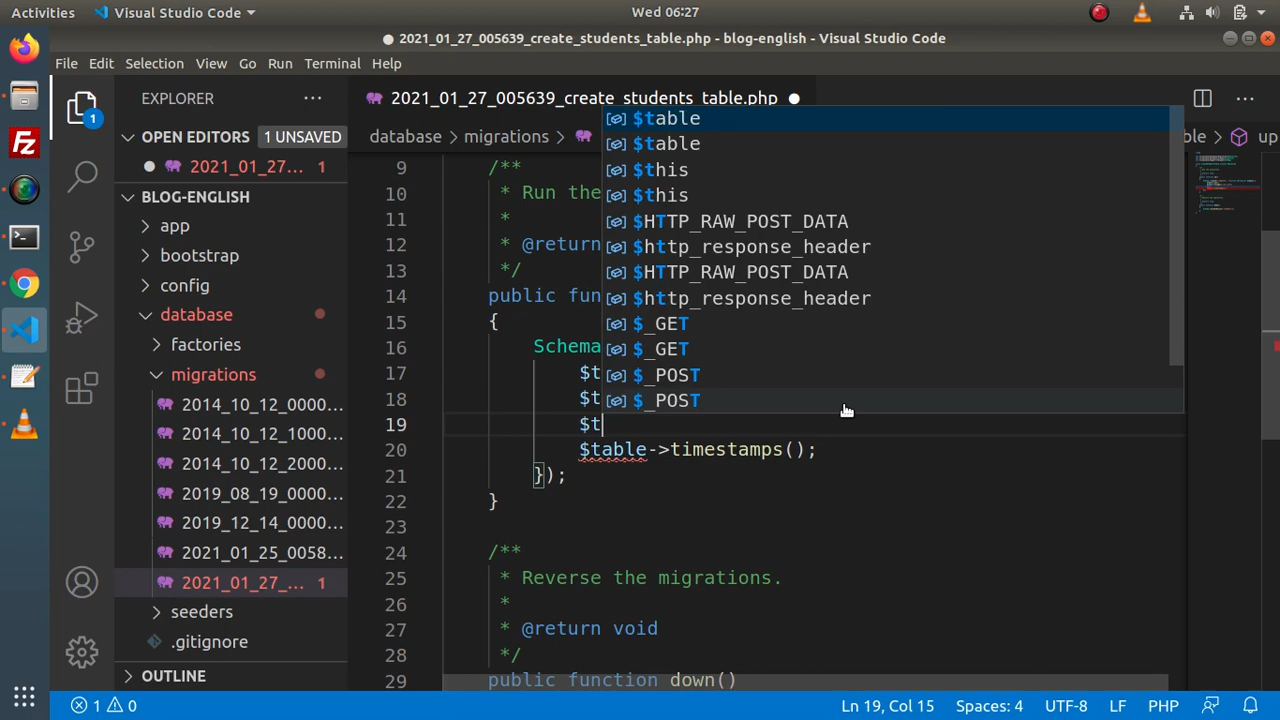 Activities Visual Studio Code Wed 06:27
2021_01_27_005639_create_students_table.php - blog-english - Visual Studio Code
File Edit Selection View Go Run Terminal Help
EXPLORER
2021_01_27_005639_create_students_table.php
OPEN EDITORS 1 UNSAVED
database > migrations >
ble > up
2021_01_27... 1
BLOG-ENGLISH
app
bootstrap
config
database
factories
migrations
2014_10_12_0000...
2014_10_12_1000...
2014_10_12_2000...
2019_08_19_0000...
2019_12_14_0000...
2021_01_25_0058...
2021_01_27_... 1
seeders
.gitignore
OUTLINE
1
$table
$table
$this
$this
$HTTP_RAW_POST_DATA
$http_response_header
$HTTP_RAW_POST_DATA
$http_response_header
$_GET
$_GET
$_POST
$_POST
9 /**
10 * Run the
11 *
12 * @return
13 */
14 public fun
15 {
16 Schema
17 $t
18 $t
19 $t
20 $table->timestamps();
21 });
22 }
23
24 /**
25 * Reverse the migrations.
26 *
27 * @return void
28 */
29 public function down()
1 0 Ln 19, Col 15 Spaces: 4 UTF-8 LF PHP